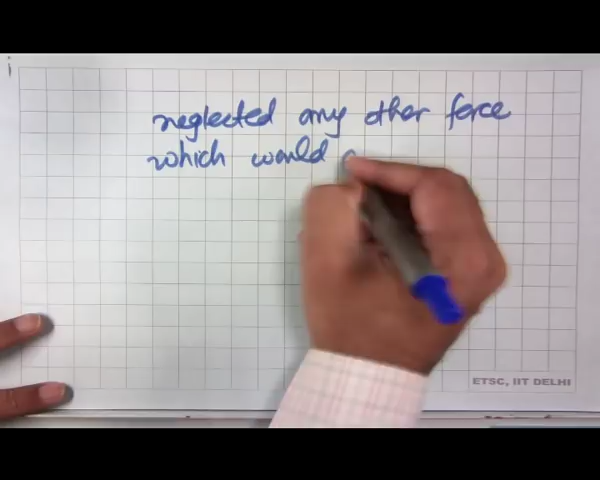 neglected any other force
which would
ETSC, IIT DELHI